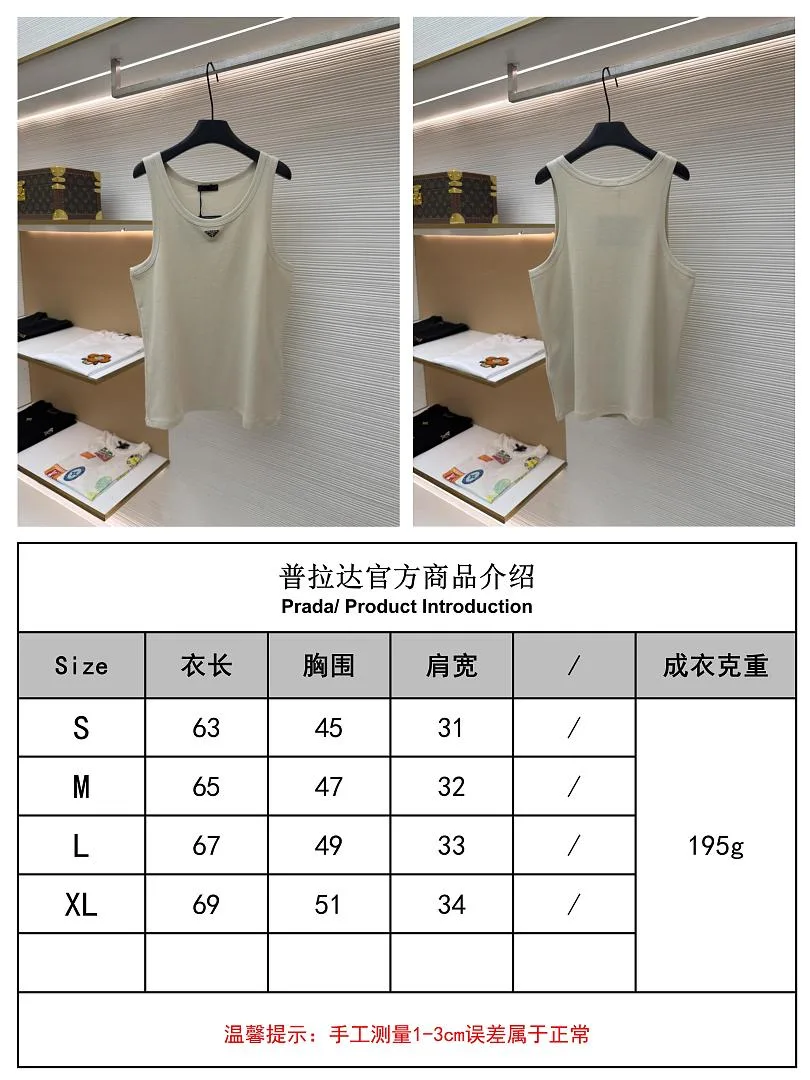 普拉达官方商品介绍
Prada/ Product Introduction
Size 衣长 胸围 肩宽 / 成衣克重
S 63 45 31 /
M 65 47 32 /
L 67 49 33 /
XL 69 51 34 /
195g
温馨提示：手工测量1-3cm误差属于正常